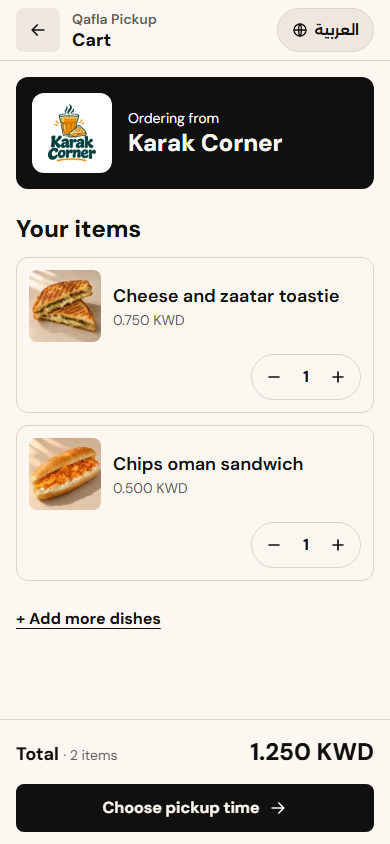 Qafla Pickup
Cart
العربية
Karak
Corner
Ordering from
Karak Corner
Your items
Cheese and zaatar toastie
0.750 KWD
1
Chips oman sandwich
0.500 KWD
1
+ Add more dishes
Total · 2 items
1.250 KWD
Choose pickup time →